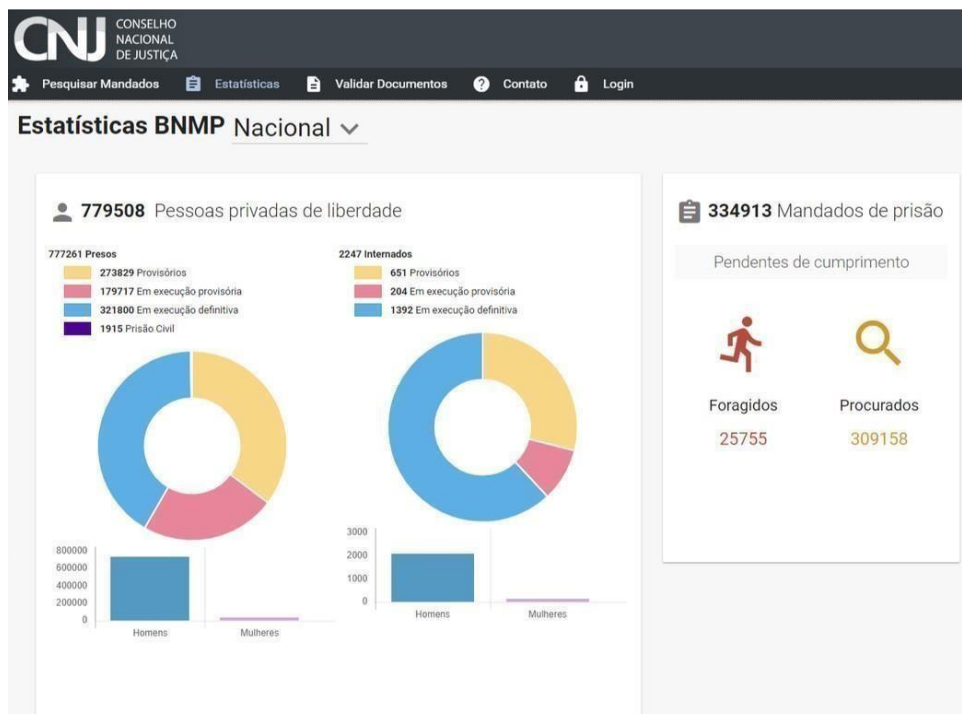 CNJ
CONSELHO
NACIONAL
DE JUSTIÇA
Pesquisar Mandados Estatísticas Validar Documentos ? Contato Login
Estatísticas BNMP Nacional
779508 Pessoas privadas de liberdade
777261 Presos
273829 Provisórios
179717 Em execução provisória
321800 Em execução definitiva
1915 Prisão Civil
800000
600000
400000
200000
0
Homens Mulheres
2247 Internados
651 Provisórios
204 Em execução provisória
1392 Em execução definitiva
3000
2000
1000
0
Homens Mulheres
334913 Mandados de prisão
Pendentes de cumprimento
Foragidos Procurados
25755 309158